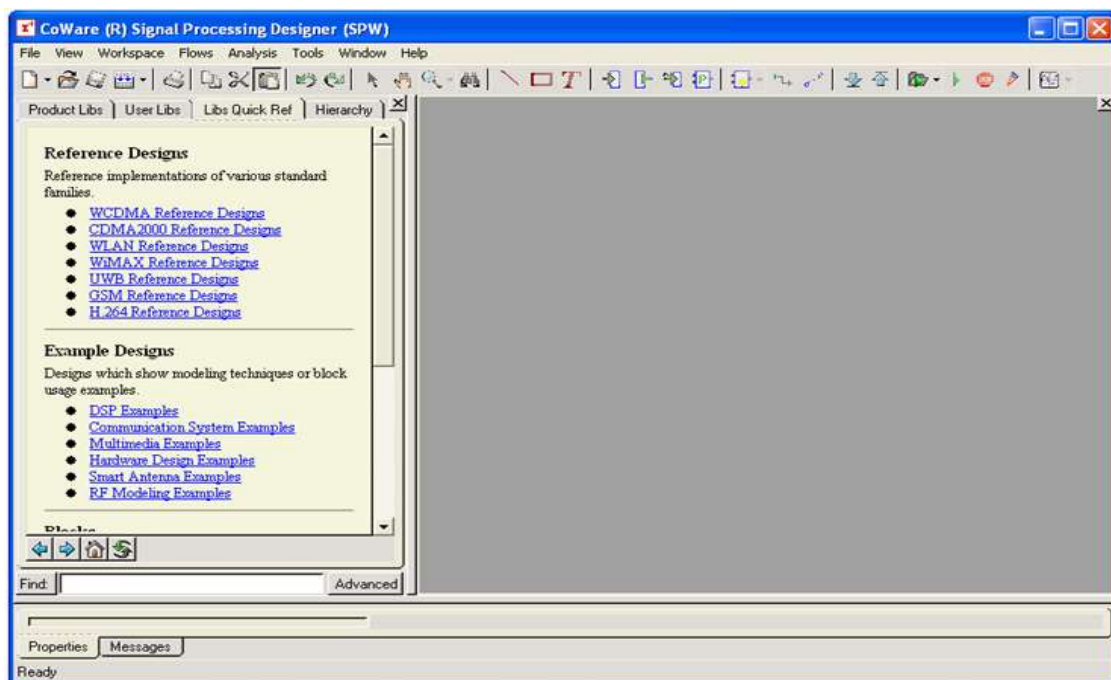 CoWare (R) Signal Processing Designer (SPW)
File View Workspace Flows Analysis Tools Window Help
Product Libs User Libs Libs Quick Ref Hierarchy
Reference Designs
Reference implementations of various standard
families.
WCDMA Reference Designs
CDMA2000 Reference Designs
WLAN Reference Designs
WiMAX Reference Designs
UWB Reference Designs
GSM Reference Designs
H.264 Reference Designs
Example Designs
Designs which show modeling techniques or block
usage examples.
DSP Examples
Communication System Examples
Multimedia Examples
Hardware Design Examples
Smart Antenna Examples
RF Modeling Examples
Blocks
Find: Advanced
Properties Messages
Ready